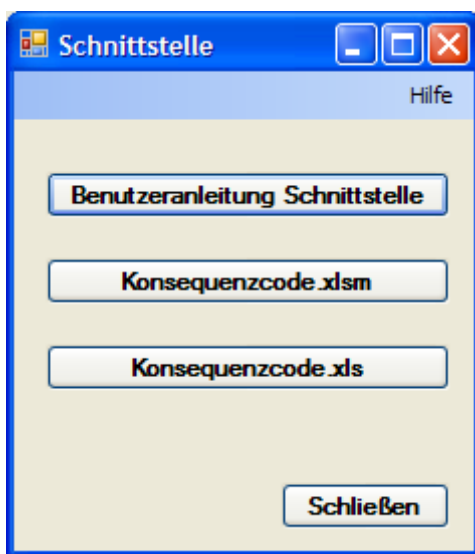 Schnittstelle
Hilfe
Benutzeranleitung Schnittstelle
Konsequenzcode.xlsm
Konsequenzcode.xls
Schließen